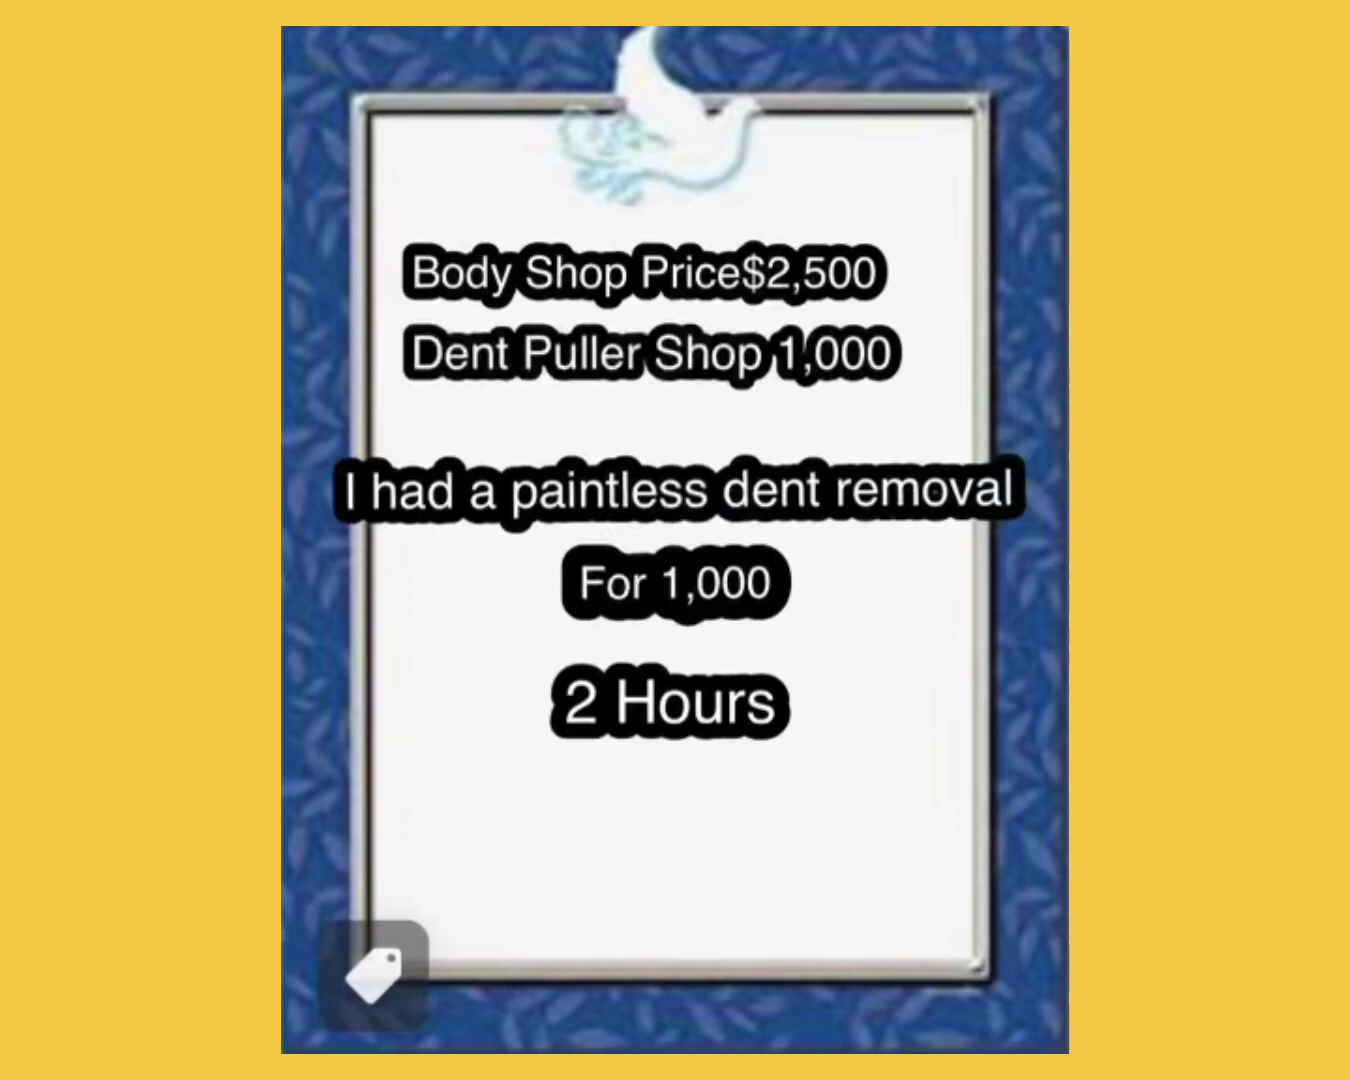 Body Shop Price$2,500
Dent Puller Shop 1,000
I had a paintless dent removal
For 1,000
2 Hours